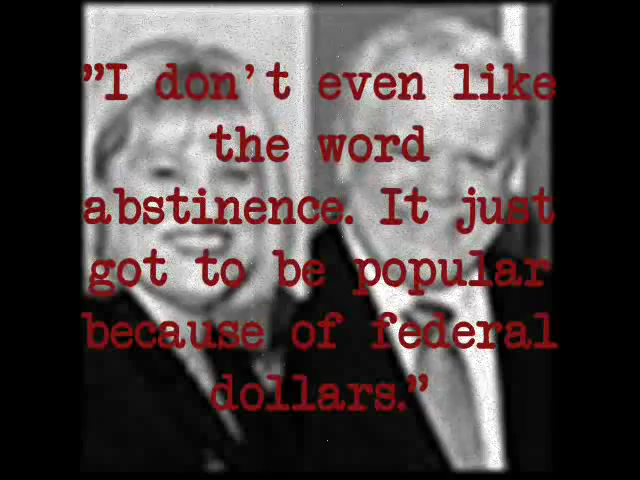 "I don't even like
the word
abstinence. It just
got to be popular
because of federal
dollars."